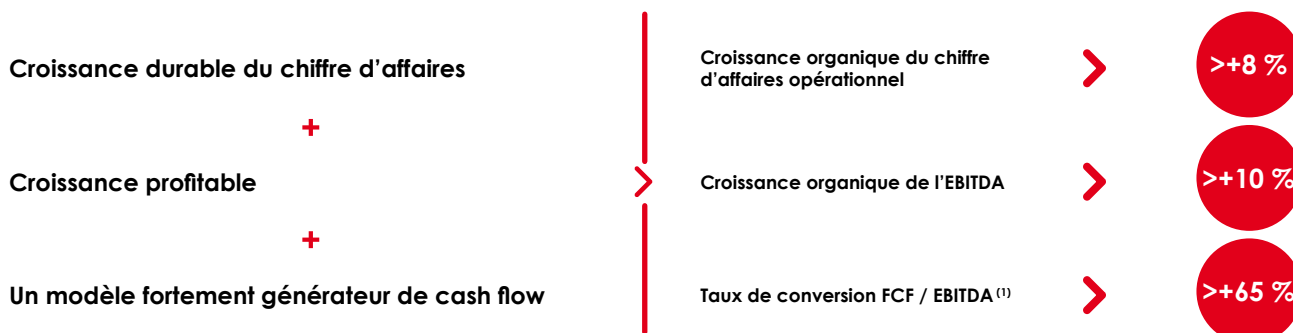 Croissance durable du chiffre d’affaires
Croissance organique du chiffre
d’affaires opérationnel
>+8 %
+
Croissance profitable
Croissance organique de l’EBITDA
>+10 %
+
Un modèle fortement générateur de cash flow
Taux de conversion FCF / EBITDA (1)
>+65 %